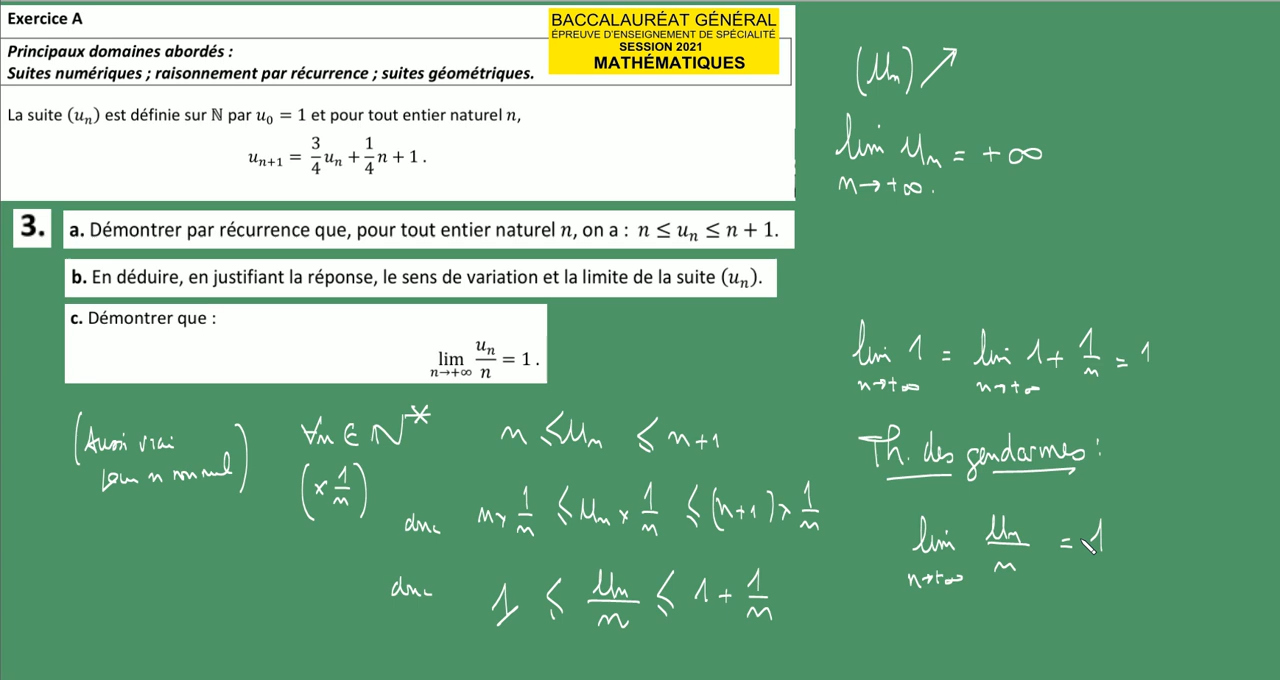 Exercice A
BACCALAURÉAT GÉNÉRAL
ÉPREUVE D'ENSEIGNEMENT DE SPÉCIALITÉ
SESSION 2021
MATHÉMATIQUES
Principaux domaines abordés :
Suites numériques ; raisonnement par récurrence ; suites géométriques.
La suite (uₙ) est définie sur ℕ par u₀ = 1 et pour tout entier naturel n,
uₙ₊₁ = 3/4 uₙ + 1/4 n + 1 .
(uₙ) ↗
lim uₙ = +∞
n→+∞.
3.
a. Démontrer par récurrence que, pour tout entier naturel n, on a : n ≤ uₙ ≤ n + 1.
b. En déduire, en justifiant la réponse, le sens de variation et la limite de la suite (uₙ).
c. Démontrer que :
lim uₙ/n = 1 .
n→+∞
(Aussi vrai
pour n non nul)
∀n ∈ ℕ* n ≤ uₙ ≤ n+1
(× 1/n)
donc n× 1/n ≤ uₙ × 1/n ≤ (n+1) × 1/n
donc 1 ≤ uₙ/n ≤ 1 + 1/n
lim 1 = lim 1 + 1/n = 1
n→+∞ n→+∞
Th. des gendarmes :
lim uₙ/n = 1
n→+∞